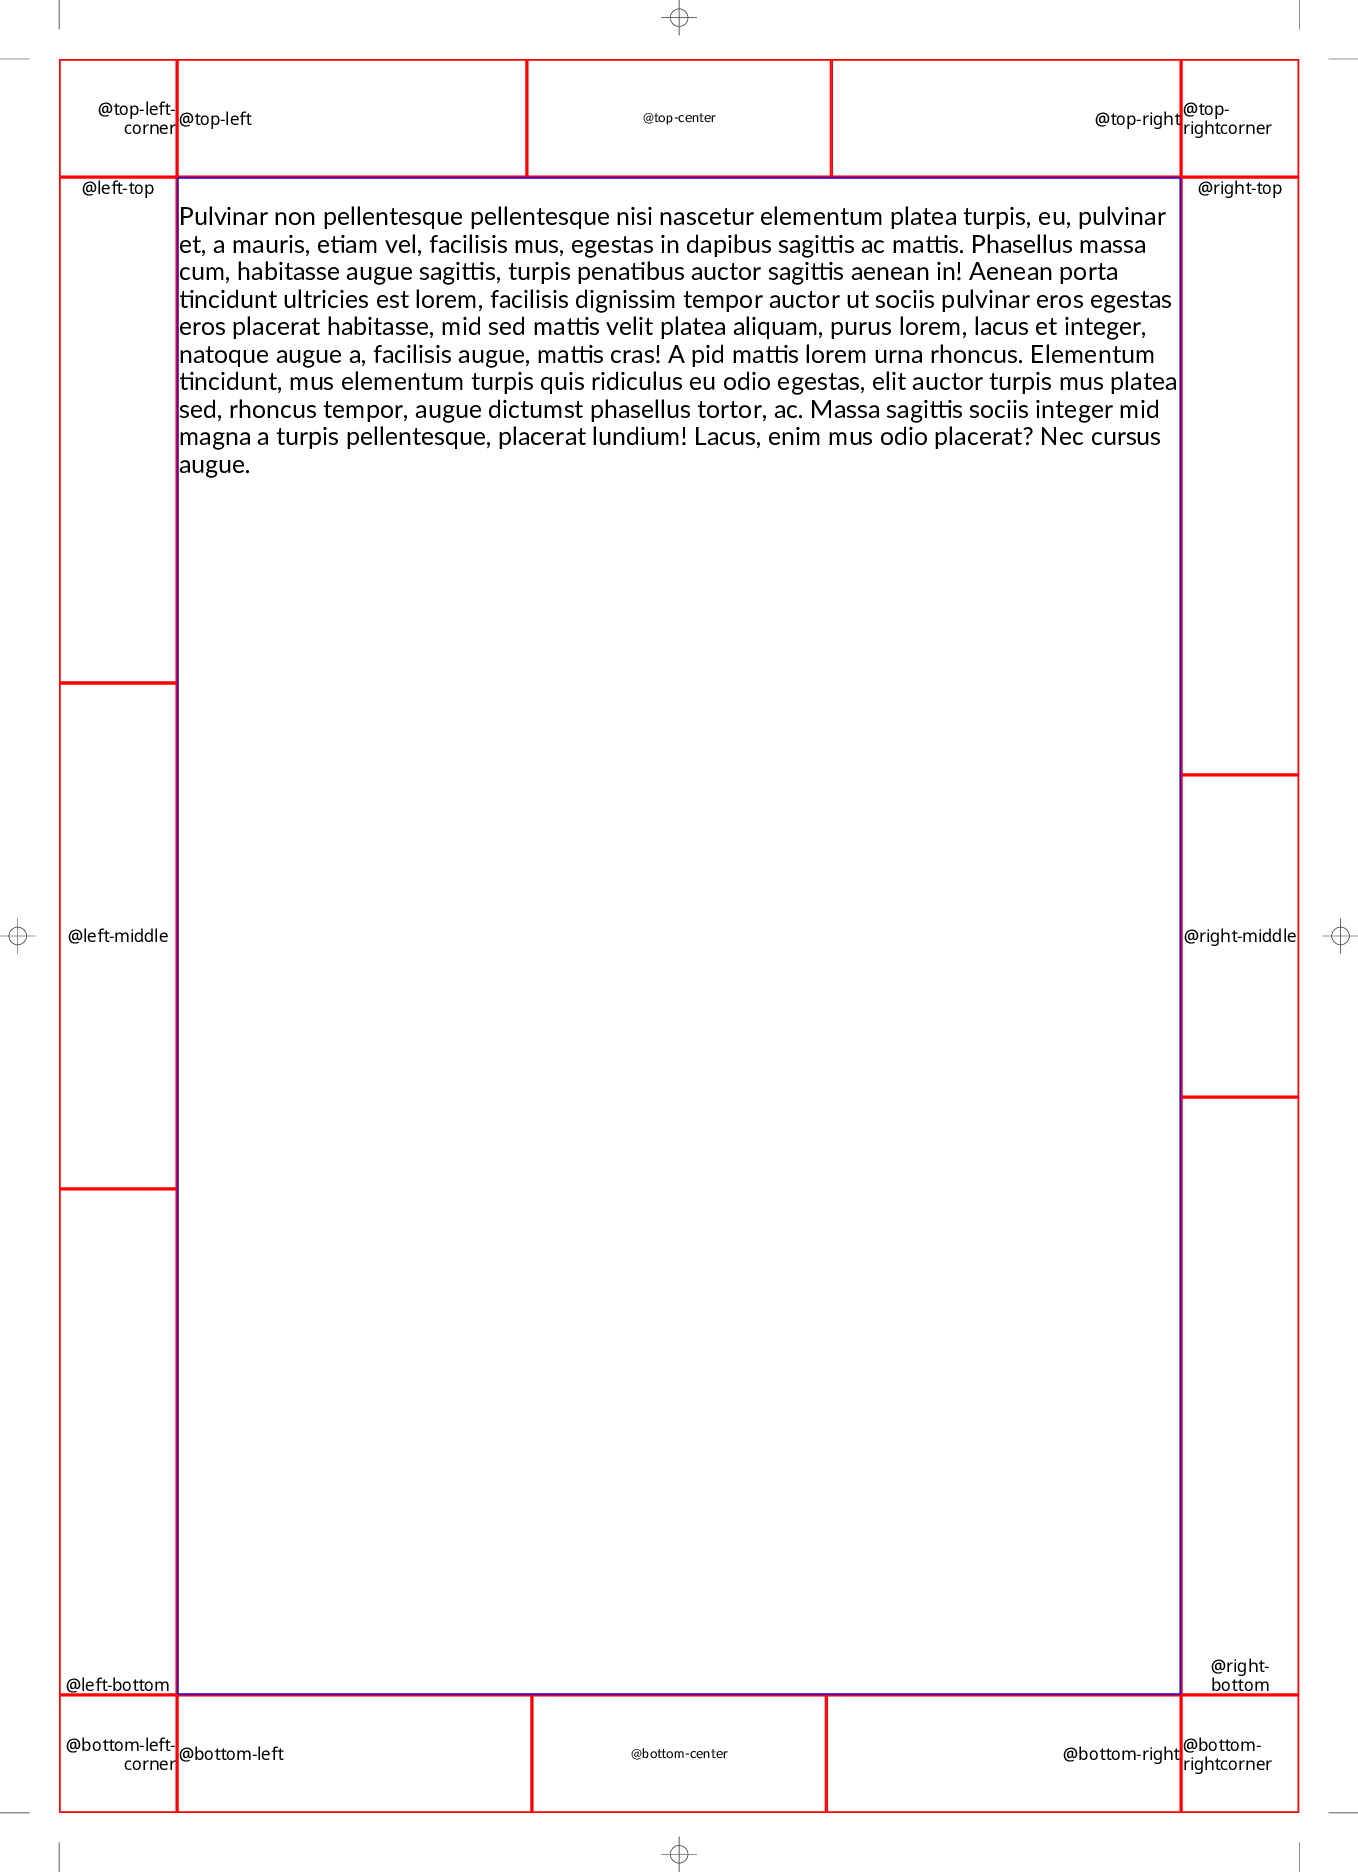 @top-left-
corner
@top-left
@top-center
@top-right
@top-
rightcorner
@left-top
@right-top
Pulvinar non pellentesque pellentesque nisi nascetur elementum platea turpis, eu, pulvinar
et, a mauris, etiam vel, facilisis mus, egestas in dapibus sagittis ac mattis. Phasellus massa
cum, habitasse augue sagittis, turpis penatibus auctor sagittis aenean in! Aenean porta
tincidunt ultricies est lorem, facilisis dignissim tempor auctor ut sociis pulvinar eros egestas
eros placerat habitasse, mid sed mattis velit platea aliquam, purus lorem, lacus et integer,
natoque augue a, facilisis augue, mattis cras! A pid mattis lorem urna rhoncus. Elementum
tincidunt, mus elementum turpis quis ridiculus eu odio egestas, elit auctor turpis mus platea
sed, rhoncus tempor, augue dictumst phasellus tortor, ac. Massa sagittis sociis integer mid
magna a turpis pellentesque, placerat lundium! Lacus, enim mus odio placerat? Nec cursus
augue.
@left-middle
@right-middle
@left-bottom
@right-
bottom
@bottom-left-
corner
@bottom-left
@bottom-center
@bottom-right
@bottom-
rightcorner